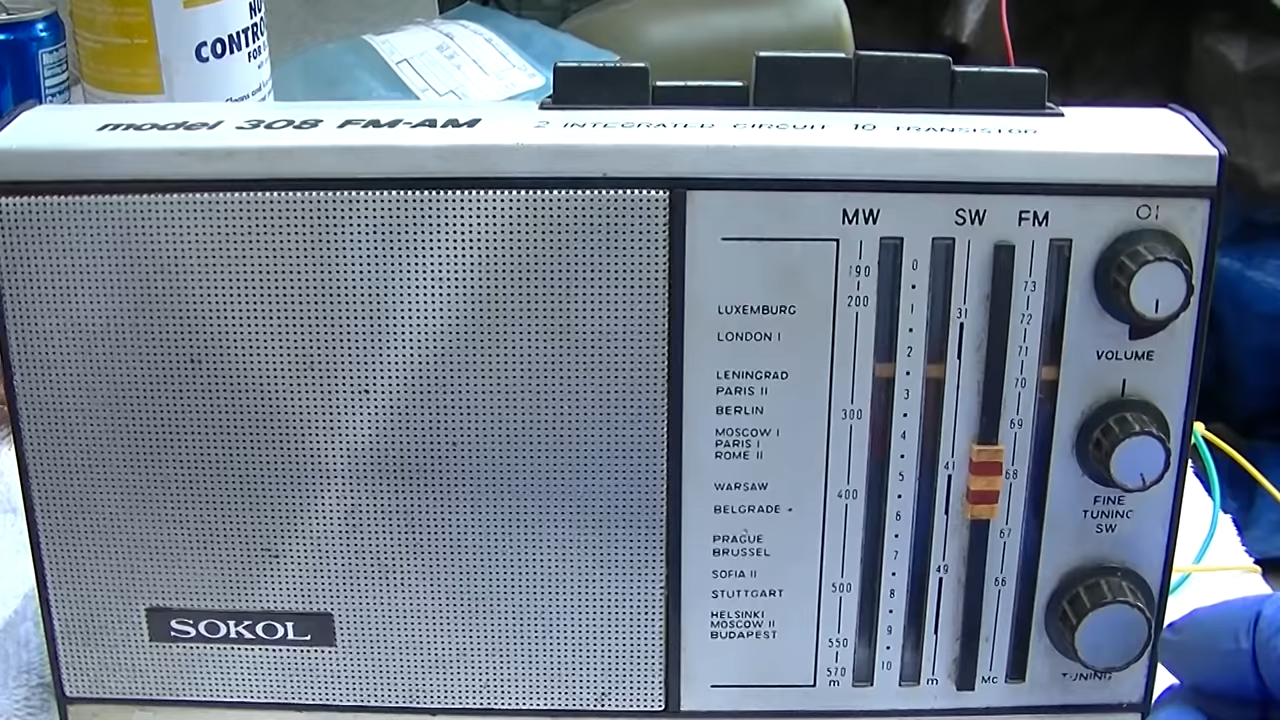 NU
CONTRO
FOR
model 308 FM-AM
2 INTEGRATED CIRCUIT 10 TRANSISTOR
MW
SW
FM
OI
190
200
300
400
500
550
570
m
LUXEMBURG
LONDON I
LENINGRAD
PARIS II
BERLIN
MOSCOW I
PARIS I
ROME II
WARSAW
BELGRADE
PRAGUE
BRUSSEL
SOFIA II
STUTTGART
HELSINKI
MOSCOW II
BUDAPEST
0
1
2
3
4
5
6
7
8
9
10
31
41
49
m
73
72
71
70
69
68
67
66
Mc
VOLUME
FINE
TUNING
SW
TUNING
SOKOL